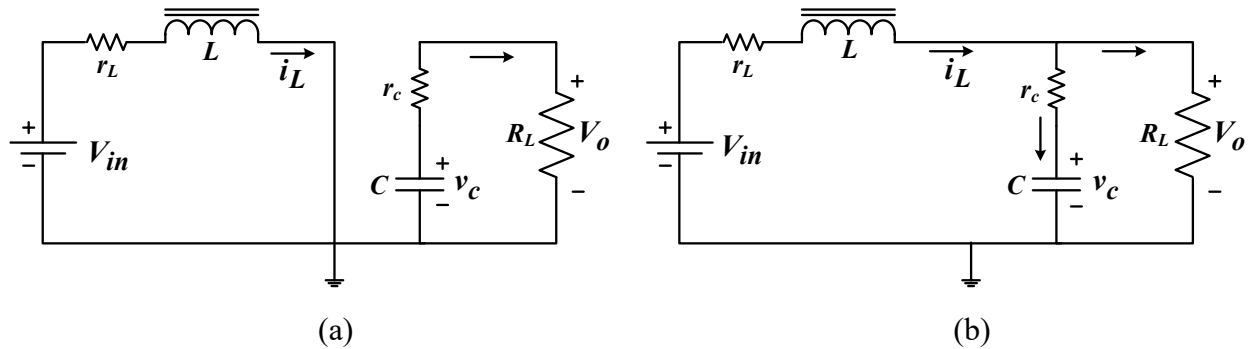 L
r_L
i_L
r_c
+
-
V_in
C
+
-
v_c
R_L
+
-
V_o
(a)
L
r_L
i_L
r_c
+
-
V_in
C
+
-
v_c
R_L
+
-
V_o
(b)